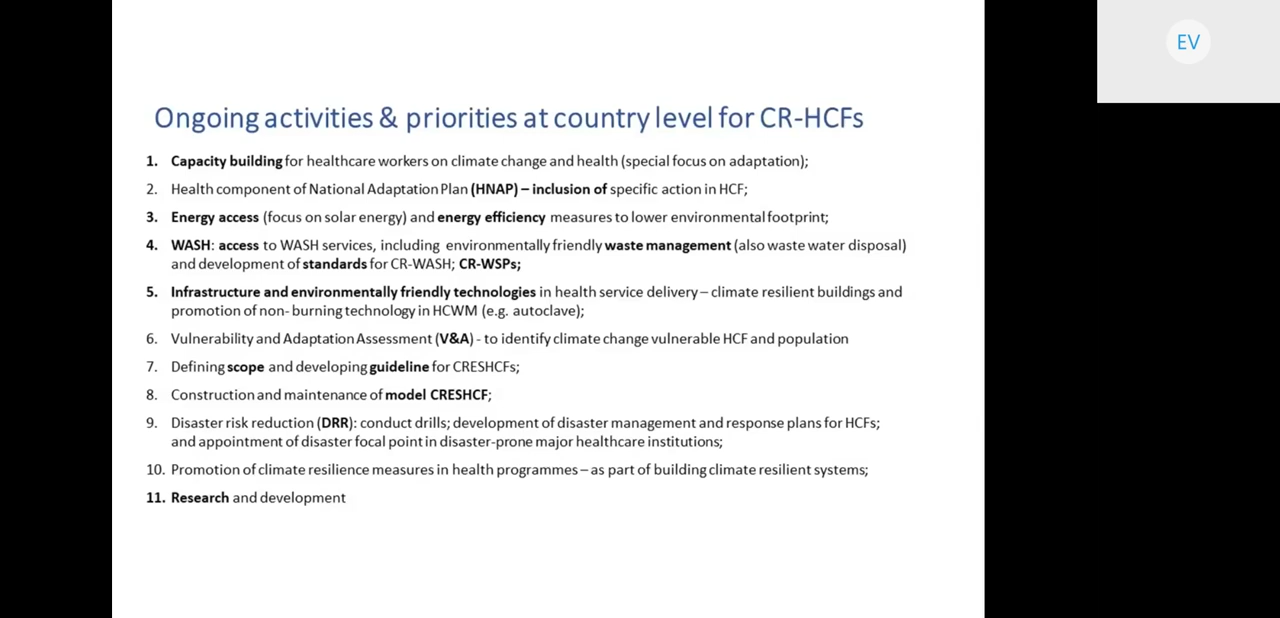 EV
Ongoing activities & priorities at country level for CR-HCFs
1. Capacity building for healthcare workers on climate change and health (special focus on adaptation);
2. Health component of National Adaptation Plan (HNAP) – inclusion of specific action in HCF;
3. Energy access (focus on solar energy) and energy efficiency measures to lower environmental footprint;
4. WASH: access to WASH services, including environmentally friendly waste management (also waste water disposal)
and development of standards for CR-WASH; CR-WSPs;
5. Infrastructure and environmentally friendly technologies in health service delivery – climate resilient buildings and
promotion of non- burning technology in HCWM (e.g. autoclave);
6. Vulnerability and Adaptation Assessment (V&A) - to identify climate change vulnerable HCF and population
7. Defining scope and developing guideline for CRESHCFs;
8. Construction and maintenance of model CRESHCF;
9. Disaster risk reduction (DRR): conduct drills; development of disaster management and response plans for HCFs;
and appointment of disaster focal point in disaster-prone major healthcare institutions;
10. Promotion of climate resilience measures in health programmes – as part of building climate resilient systems;
11. Research and development